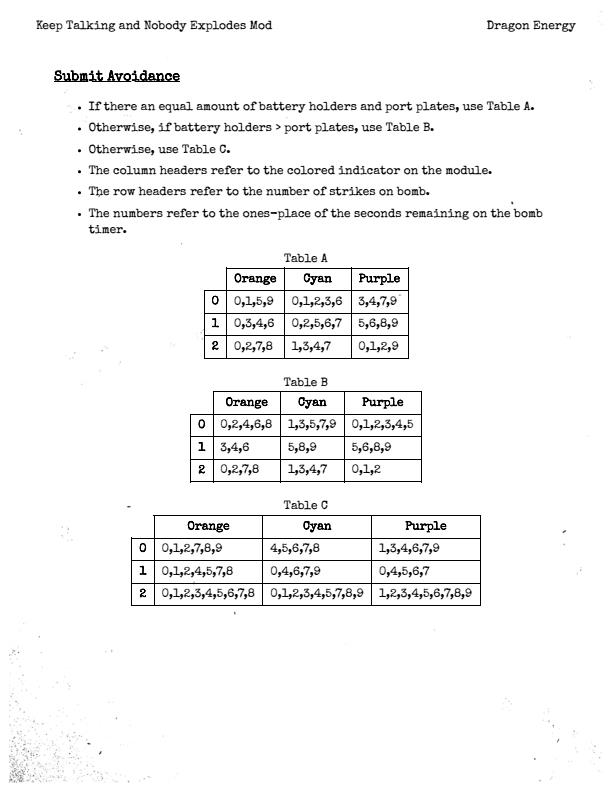 Keep Talking and Nobody Explodes Mod Dragon Energy
Submit Avoidance
• If there an equal amount of battery holders and port plates, use Table A.
• Otherwise, if battery holders > port plates, use Table B.
• Otherwise, use Table C.
• The column headers refer to the colored indicator on the module.
• The row headers refer to the number of strikes on bomb.
• The numbers refer to the ones-place of the seconds remaining on the bomb
timer.
Table A
Orange Cyan Purple
0 0,1,5,9 0,1,2,3,6 3,4,7,9
1 0,3,4,6 0,2,5,6,7 5,6,8,9
2 0,2,7,8 1,3,4,7 0,1,2,9
Table B
Orange Cyan Purple
0 0,2,4,6,8 1,3,5,7,9 0,1,2,3,4,5
1 3,4,6 5,8,9 5,6,8,9
2 0,2,7,8 1,3,4,7 0,1,2
Table C
Orange Cyan Purple
0 0,1,2,7,8,9 4,5,6,7,8 1,3,4,6,7,9
1 0,1,2,4,5,7,8 0,4,6,7,9 0,4,5,6,7
2 0,1,2,3,4,5,6,7,8 0,1,2,3,4,5,7,8,9 1,2,3,4,5,6,7,8,9